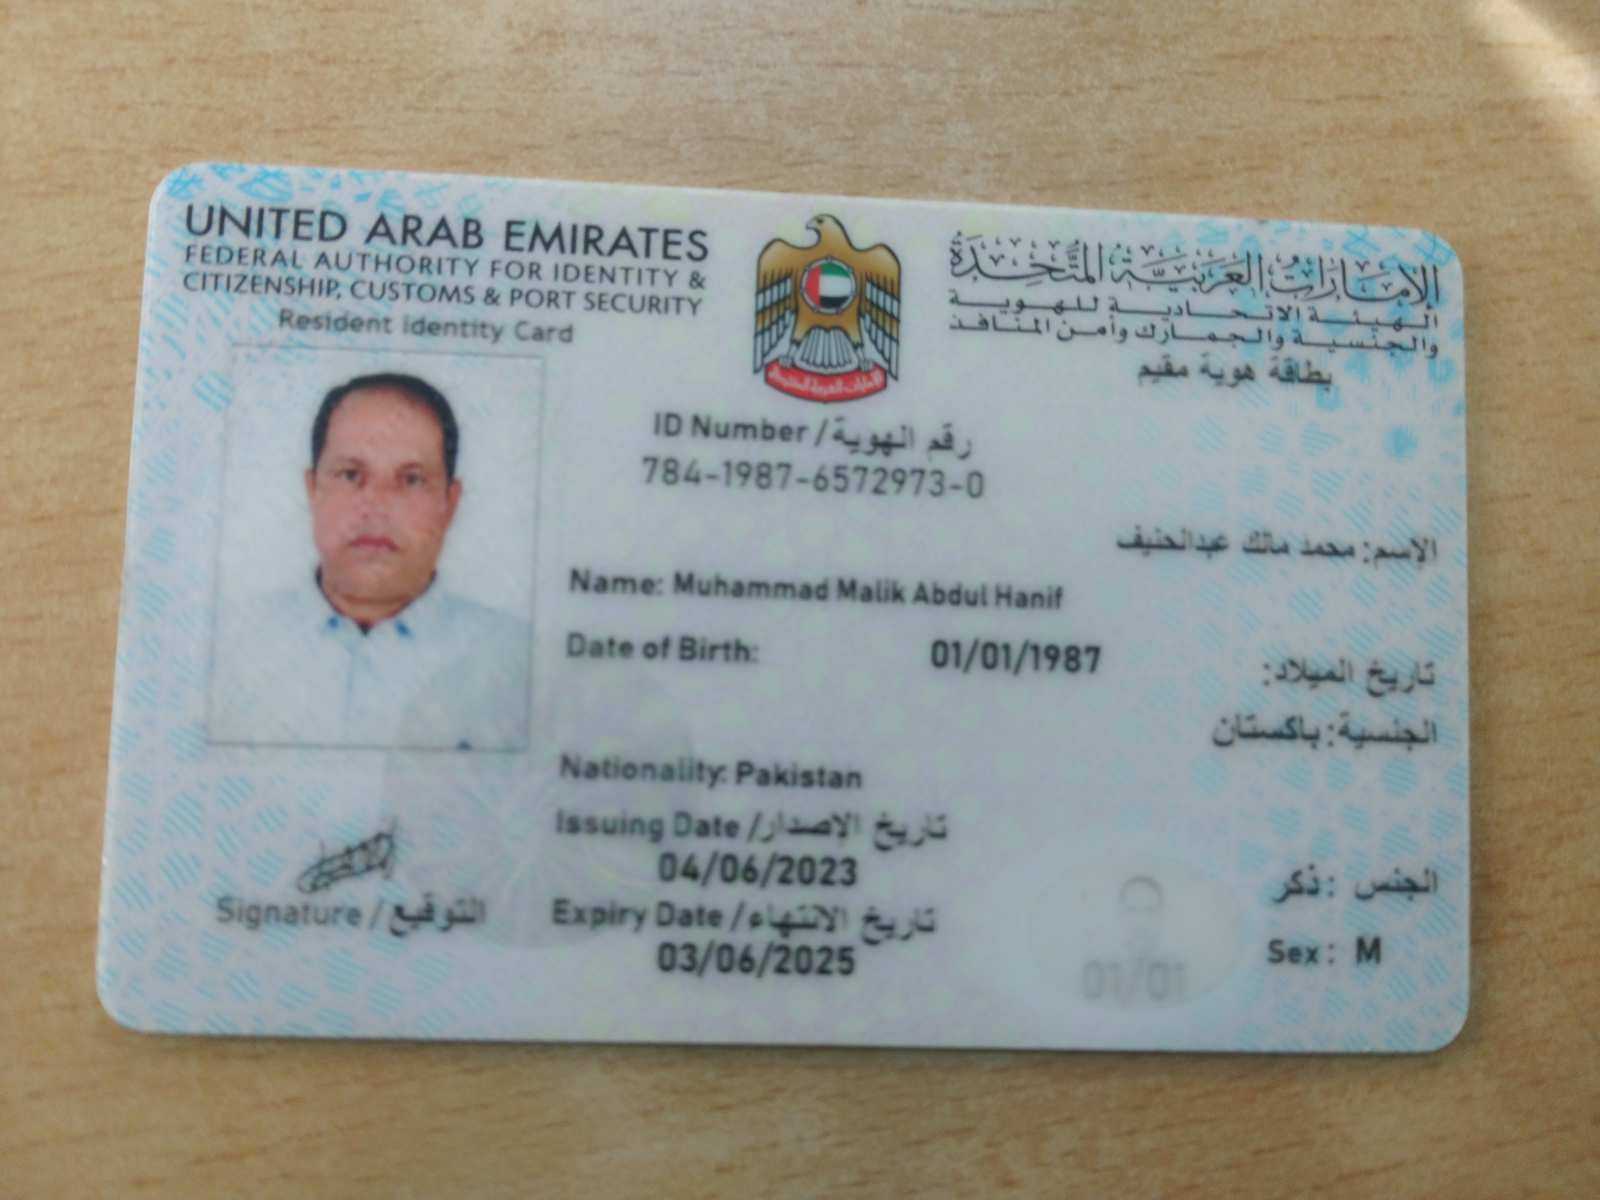 UNITED ARAB EMIRATES
FEDERAL AUTHORITY FOR IDENTITY &
CITIZENSHIP, CUSTOMS & PORT SECURITY
Resident Identity Card
الإمارات العربية المتحدة
الهيئة الاتحادية للهوية
والجنسية والجمارك وأمن المنافذ
بطاقة هوية مقيم
ID Number / رقم الهوية
784-1987-6572973-0
الاسم: محمد مالك عبدالحنيف
Name: Muhammad Malik Abdul Hanif
Date of Birth: 01/01/1987 تاريخ الميلاد:
الجنسية: باكستان
Nationality: Pakistan
Issuing Date / تاريخ الإصدار
04/06/2023
Expiry Date / تاريخ الانتهاء
03/06/2025
Signature / التوقيع
الجنس : ذكر
Sex: M
01/01